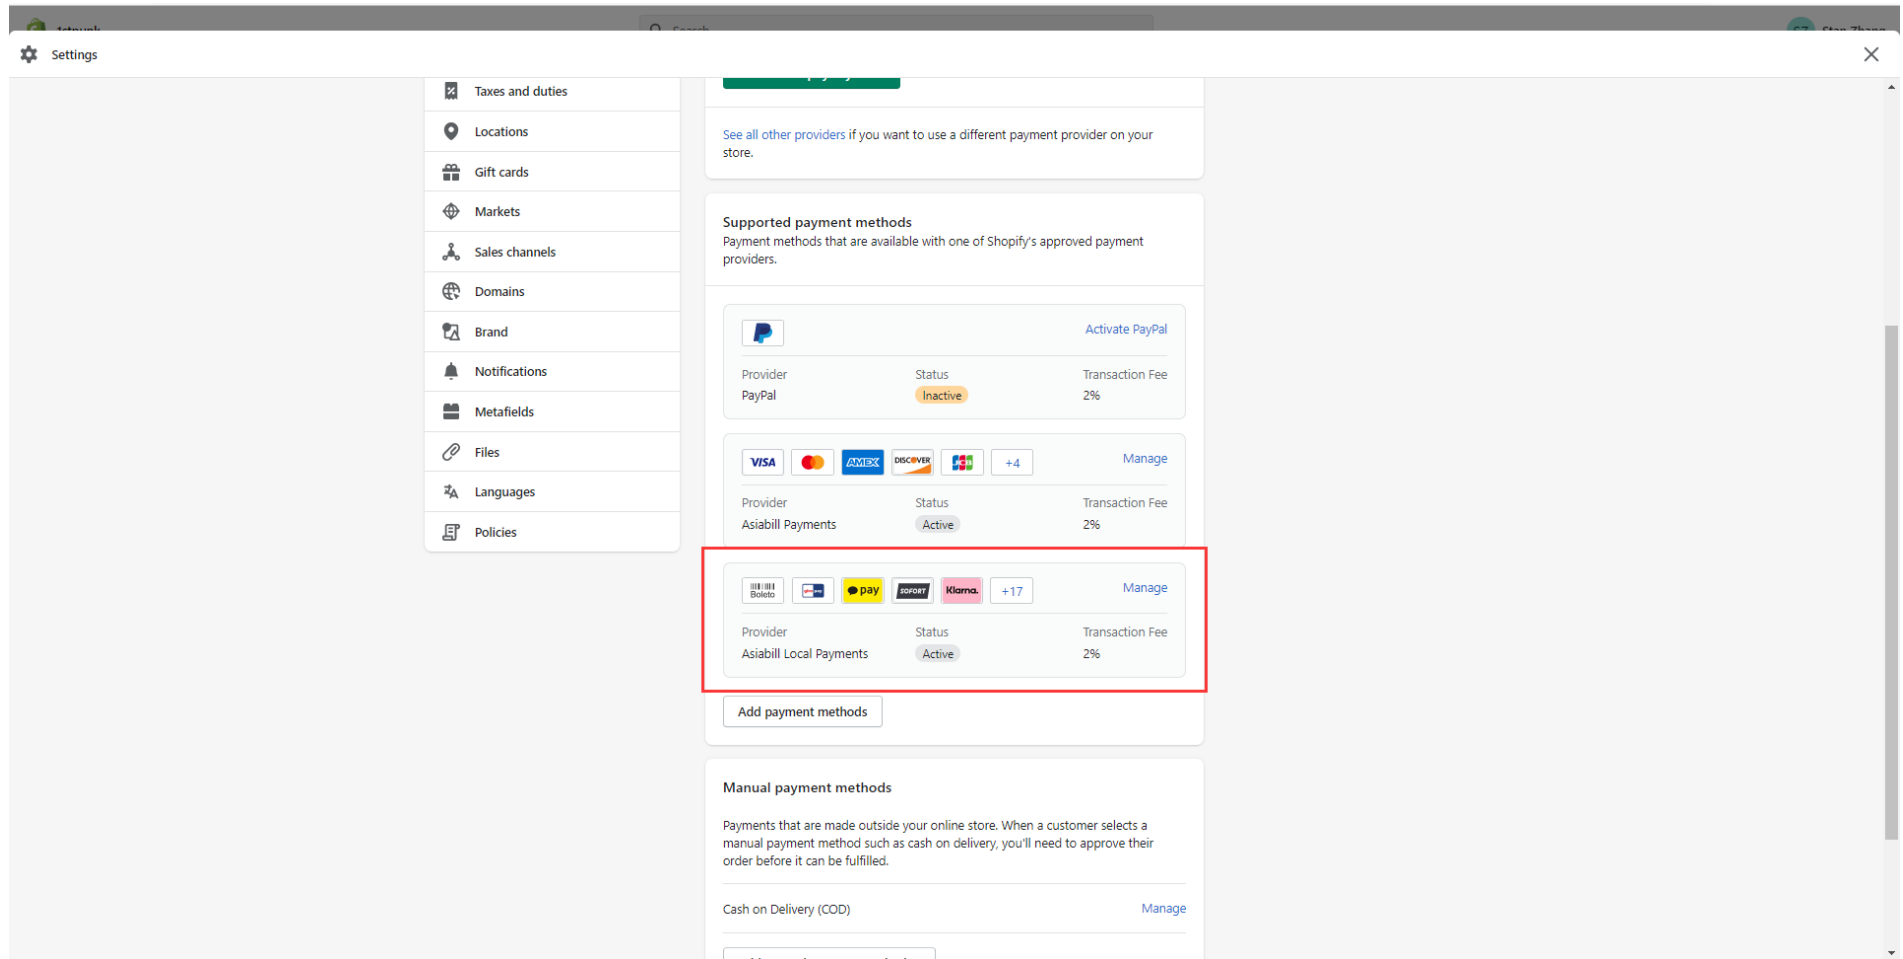 Settings
Taxes and duties
Locations
Gift cards
Markets
Sales channels
Domains
Brand
Notifications
Metafields
Files
Languages
Policies
See all other providers if you want to use a different payment provider on your
store.
Supported payment methods
Payment methods that are available with one of Shopify's approved payment
providers.
Activate PayPal
Provider Status Transaction Fee
PayPal Inactive 2%
VISA AMEX DISCOVER JCB +4 Manage
Provider Status Transaction Fee
Asiabill Payments Active 2%
Boleto pay SOFORT Klarna. +17 Manage
Provider Status Transaction Fee
Asiabill Local Payments Active 2%
Add payment methods
Manual payment methods
Payments that are made outside your online store. When a customer selects a
manual payment method such as cash on delivery, you'll need to approve their
order before it can be fulfilled.
Cash on Delivery (COD) Manage